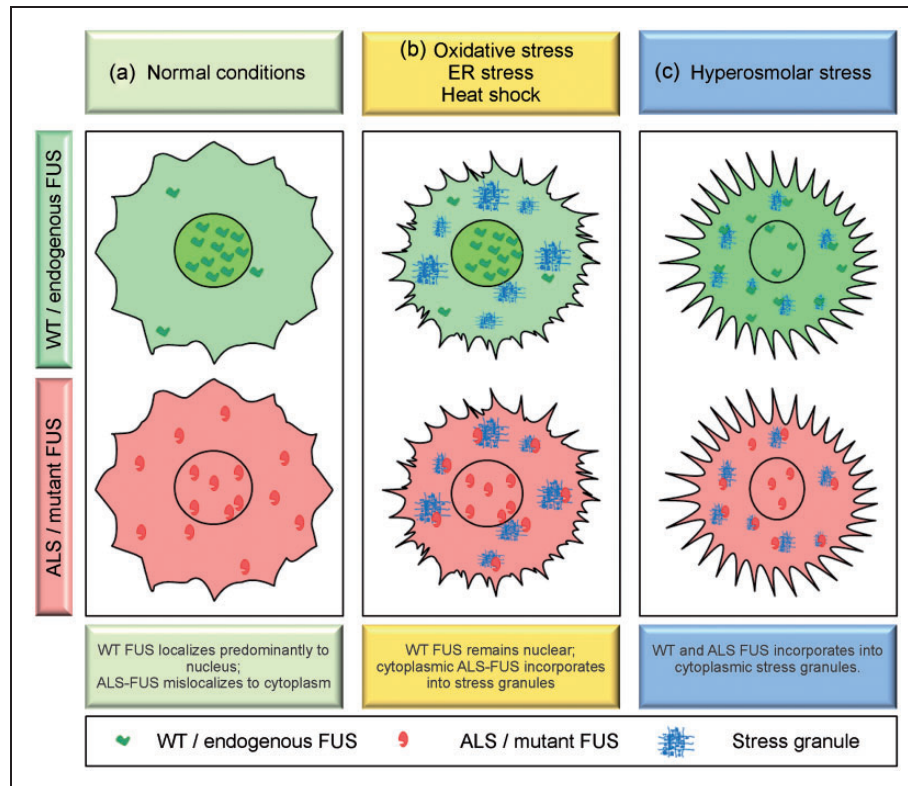 (a) Normal conditions
(b) Oxidative stress
ER stress
Heat shock
(c) Hyperosmolar stress
WT / endogenous FUS
ALS / mutant FUS
WT FUS localizes predominantly to
nucleus;
ALS-FUS mislocalizes to cytoplasm
WT FUS remains nuclear;
cytoplasmic ALS-FUS incorporates
into stress granules
WT and ALS FUS incorporates into
cytoplasmic stress granules.
WT / endogenous FUS
ALS / mutant FUS
Stress granule